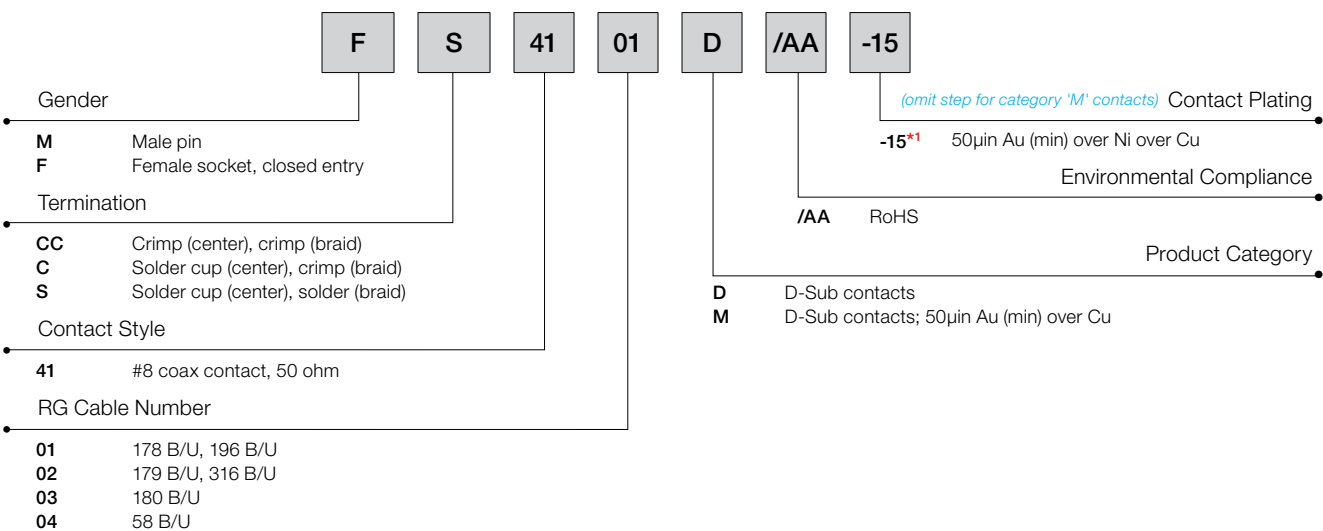 F S 41 01 D /AA -15
Gender
M Male pin
F Female socket, closed entry
Termination
CC Crimp (center), crimp (braid)
C Solder cup (center), crimp (braid)
S Solder cup (center), solder (braid)
Contact Style
41 #8 coax contact, 50 ohm
RG Cable Number
01 178 B/U, 196 B/U
02 179 B/U, 316 B/U
03 180 B/U
04 58 B/U
(omit step for category 'M' contacts) Contact Plating
-15*1 50μin Au (min) over Ni over Cu
Environmental Compliance
/AA RoHS
Product Category
D D-Sub contacts
M D-Sub contacts; 50μin Au (min) over Cu